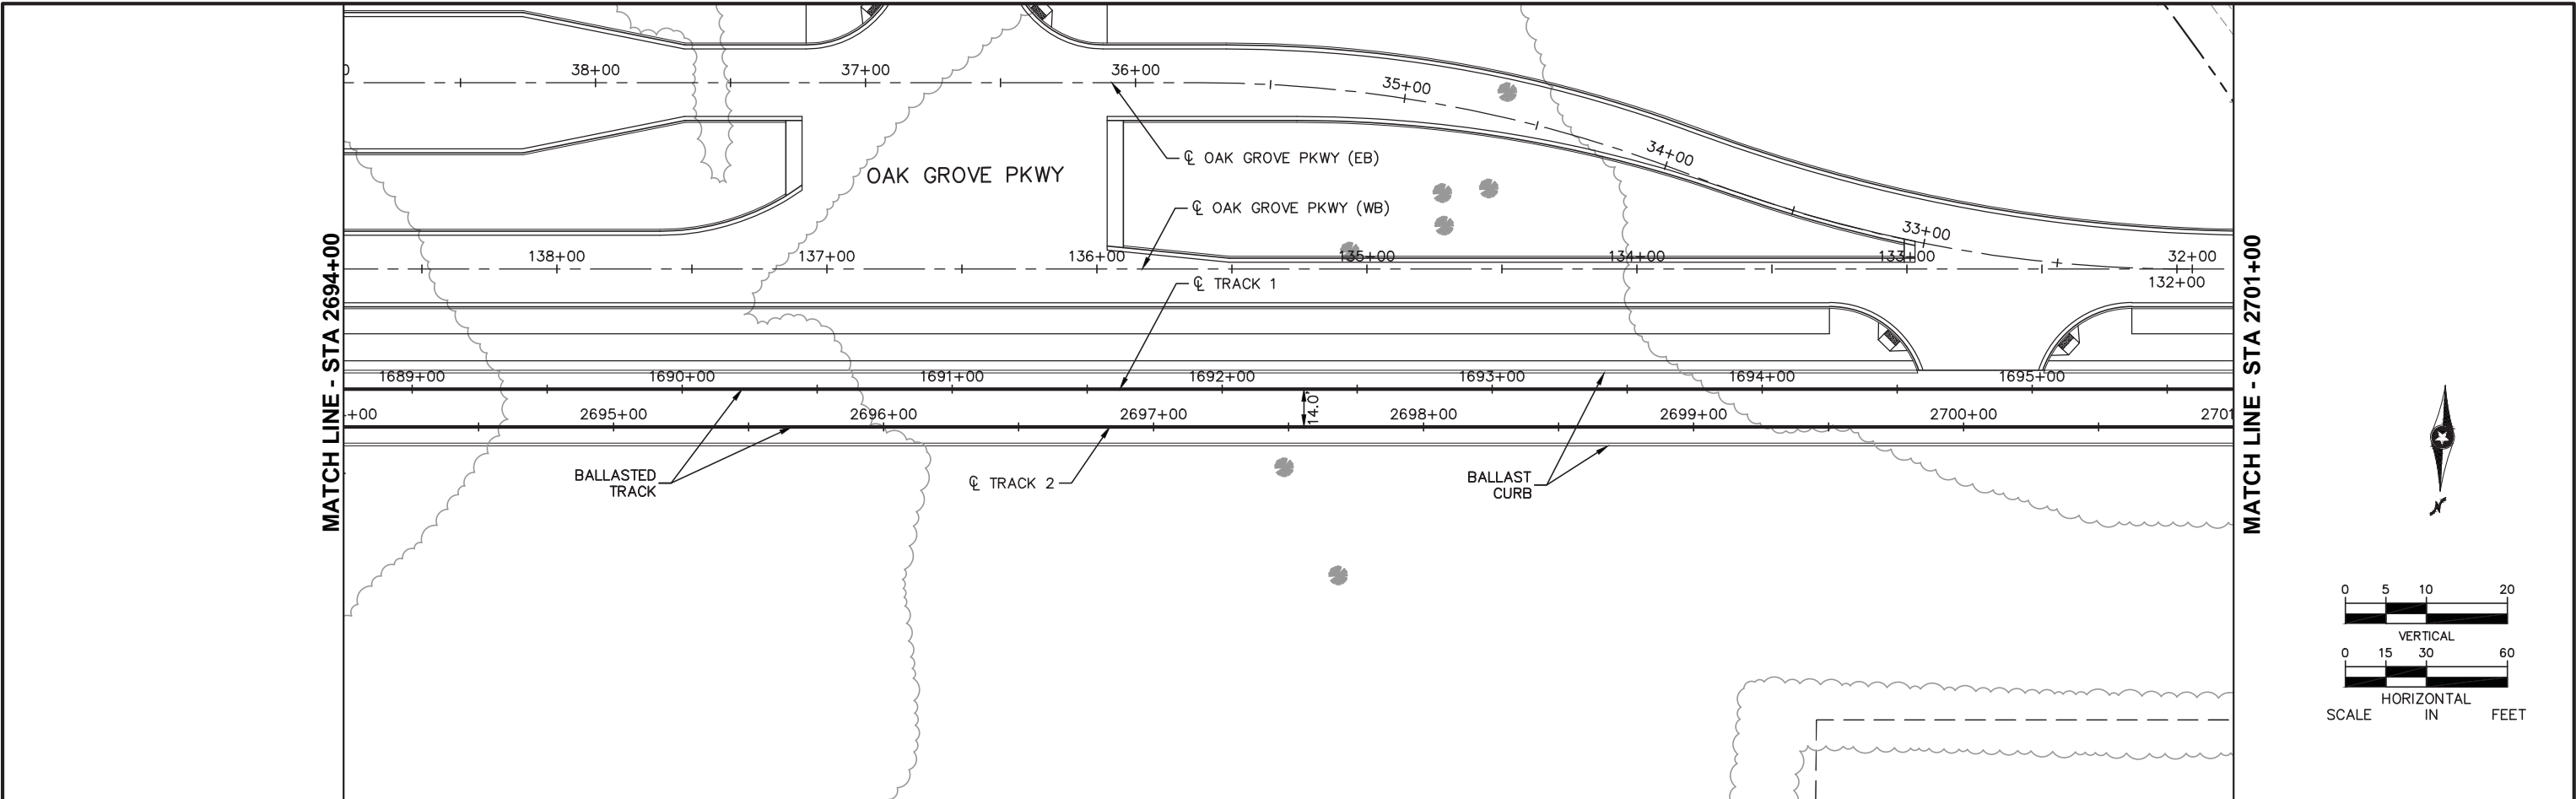 38+00
37+00
36+00
35+00
34+00
33+00
32+00
℄ OAK GROVE PKWY (EB)
OAK GROVE PKWY
℄ OAK GROVE PKWY (WB)
138+00
137+00
136+00
135+00
134+00
133+00
132+00
℄ TRACK 1
MATCH LINE - STA 2694+00
MATCH LINE - STA 2701+00
1689+00
1690+00
1691+00
1692+00
1693+00
1694+00
1695+00
+00
2695+00
2696+00
2697+00
14.0'
2698+00
2699+00
2700+00
2701
BALLASTED
TRACK
℄ TRACK 2
BALLAST
CURB
N
0 5 10 20
VERTICAL
0 15 30 60
HORIZONTAL
SCALE IN FEET